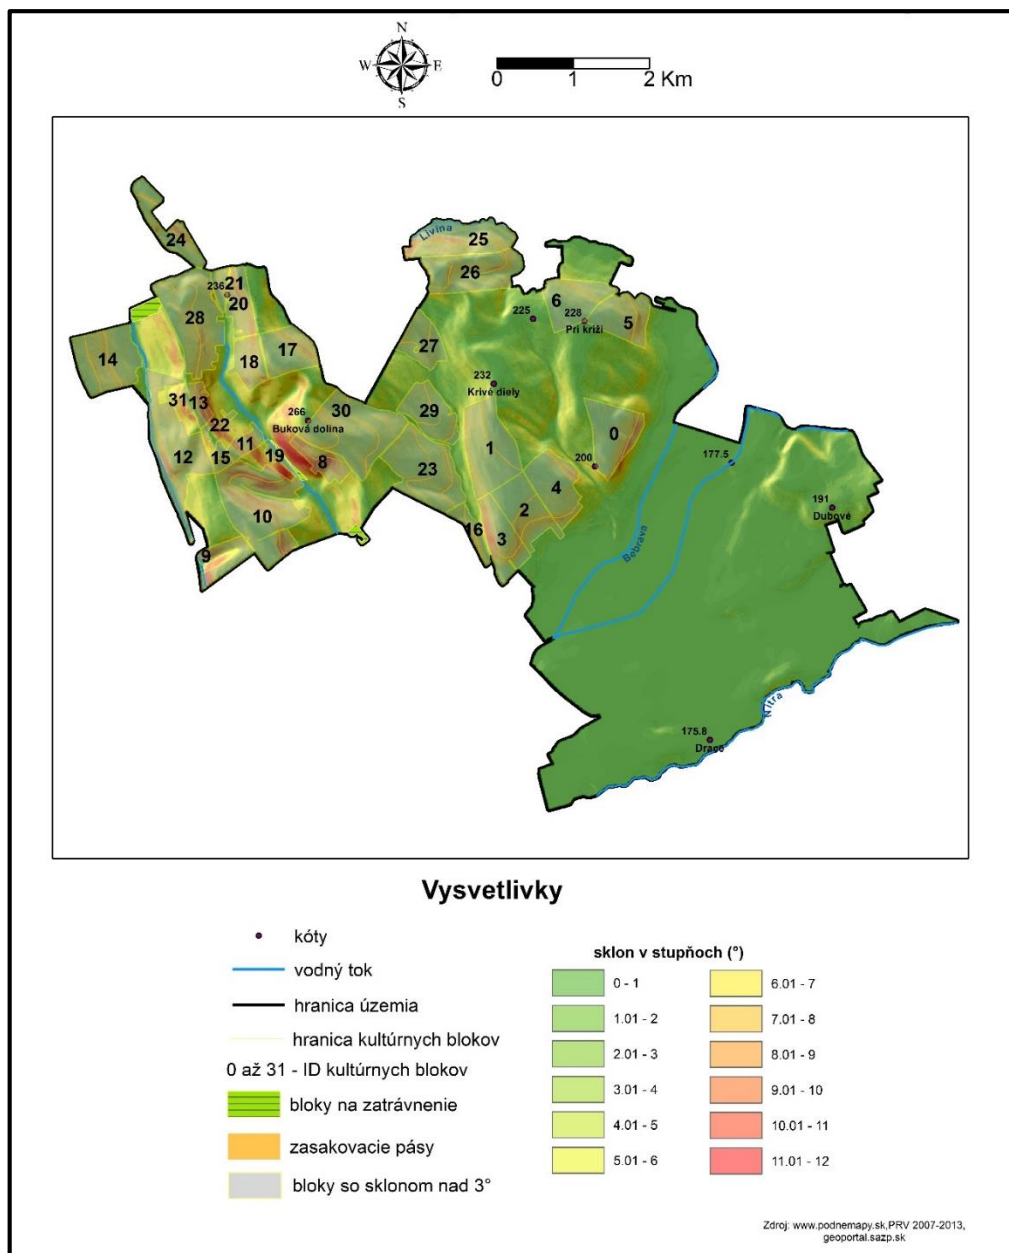 N
W E
S
0 1 2 Km
Livina
25
24
26
236 21
20
6
225
228
Pri kríži
5
28
27
17
14
18
232
Krivé diely
31 13
266
Buková dolina
30
29
22
0
11
1
12 15 19 8
23
200
177.5
4
191
Dubové
10
2
16
3
Bebrava
9
Nitra
175.8
Vysvetlivky
kóty
vodný tok
hranica územia
hranica kultúrnych blokov
0 až 31 - ID kultúrnych blokov
bloky na zatrávnenie
zasakovacie pásy
bloky so sklonom nad 3°
sklon v stupňoch (°)
0 - 1
1.01 - 2
2.01 - 3
3.01 - 4
4.01 - 5
5.01 - 6
6.01 - 7
7.01 - 8
8.01 - 9
9.01 - 10
10.01 - 11
11.01 - 12
Zdroj: www.podnemapy.sk,PRV 2007-2013,
geoportal.sazp.sk